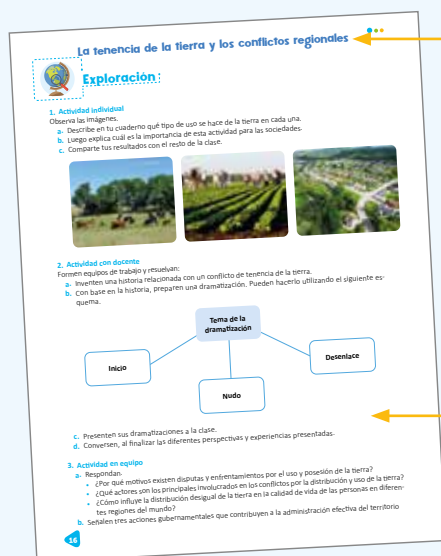 La tenencia de la tierra y los conflictos regionales
Exploración
1. Actividad individual
Observa las imágenes.
a. Describe en tu cuaderno qué tipo de uso se hace de la tierra en cada una.
b. Luego explica cuál es la importancia de esta actividad para las sociedades.
c. Comparte tus resultados con el resto de la clase.
2. Actividad con docente
Formen equipos de trabajo y resuelvan:
a. Inventen una historia relacionada con un conflicto de tenencia de la tierra.
b. Con base en la historia, preparen una dramatización. Pueden hacerlo utilizando el siguiente es-
quema.
Tema de la
dramatización
Inicio
Nudo
Desenlace
c. Presenten sus dramatizaciones a la clase.
d. Conversen, al finalizar las diferentes perspectivas y experiencias presentadas.
3. Actividad en equipo
a. Respondan.
• ¿Por qué motivos existen disputas y enfrentamientos por el uso y posesión de la tierra?
• ¿Qué actores son los principales involucrados en los conflictos por la distribución y uso de la tierra?
• ¿Cómo influye la distribución desigual de la tierra en la calidad de vida de las personas en diferen-
tes regiones del mundo?
b. Señalen tres acciones gubernamentales que contribuyen a la administración efectiva del territorio
16